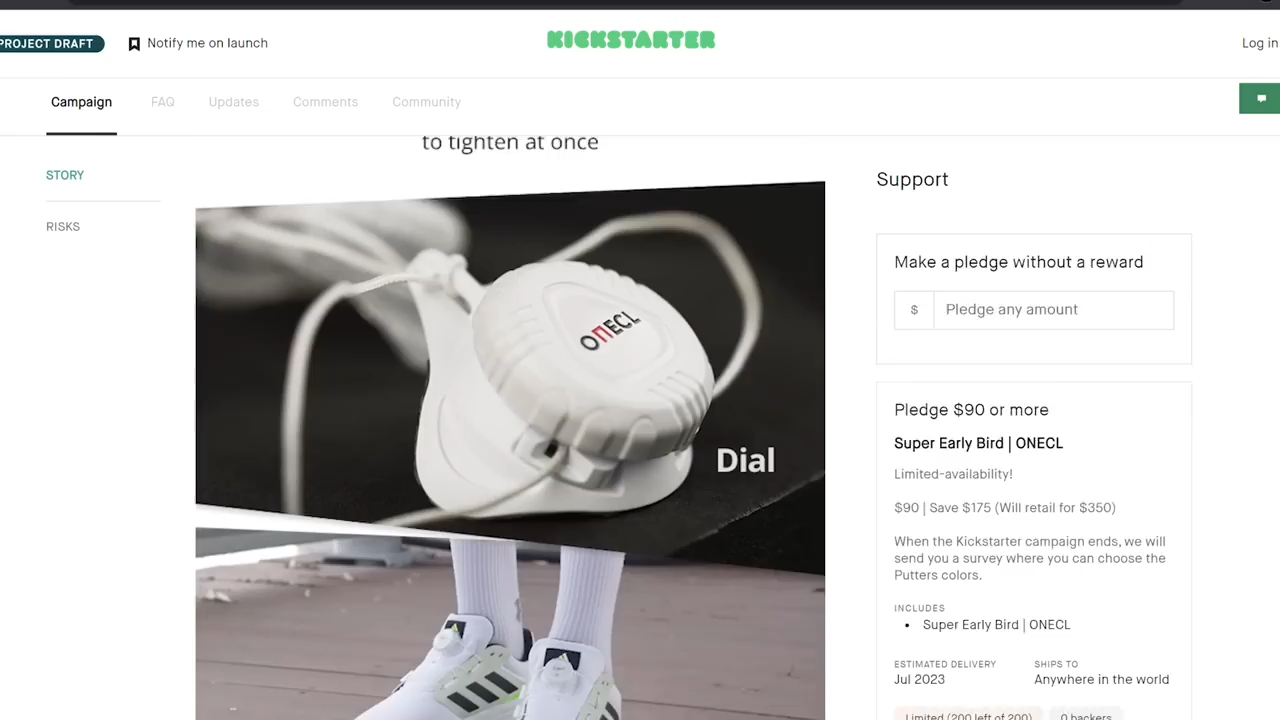 PROJECT DRAFT
Notify me on launch
KICKSTARTER
Log in
Campaign
FAQ
Updates
Comments
Community
to tighten at once
STORY
RISKS
ONECL
Dial
Support
Make a pledge without a reward
$
Pledge any amount
Pledge $90 or more
Super Early Bird | ONECL
Limited-availability!
$90 | Save $175 (Will retail for $350)
When the Kickstarter campaign ends, we will
send you a survey where you can choose the
Putters colors.
INCLUDES
• Super Early Bird | ONECL
ESTIMATED DELIVERY
SHIPS TO
Jul 2023
Anywhere in the world
Limited (200 left of 200)
0 backers